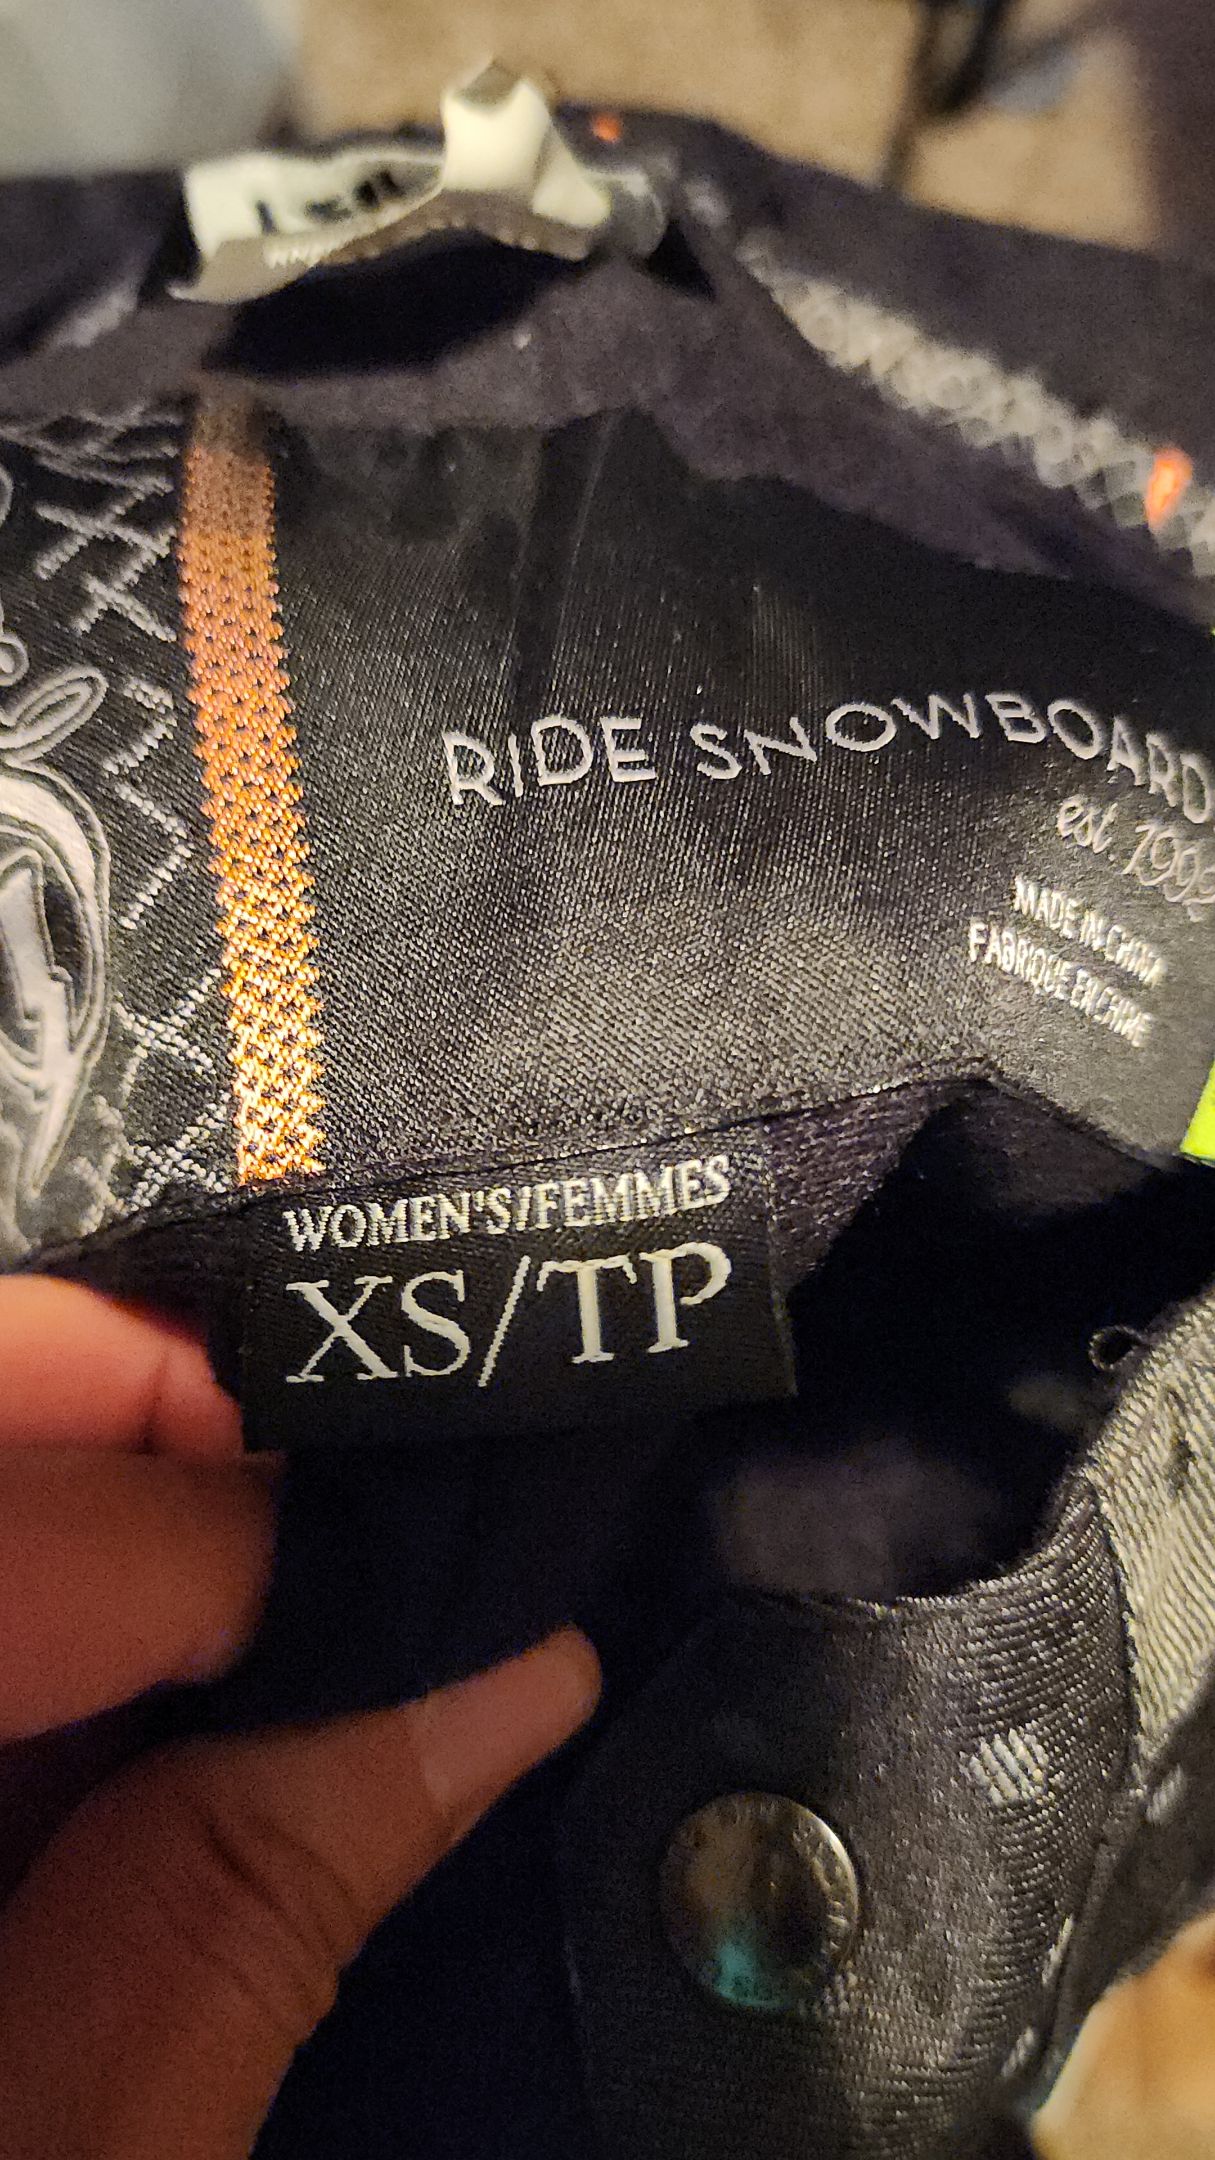 RIDE SNOWBOARD
est. 1992
MADE IN CHINA
FABRIQUE EN CHINE
WOMEN'S/FEMMES
XS/TP